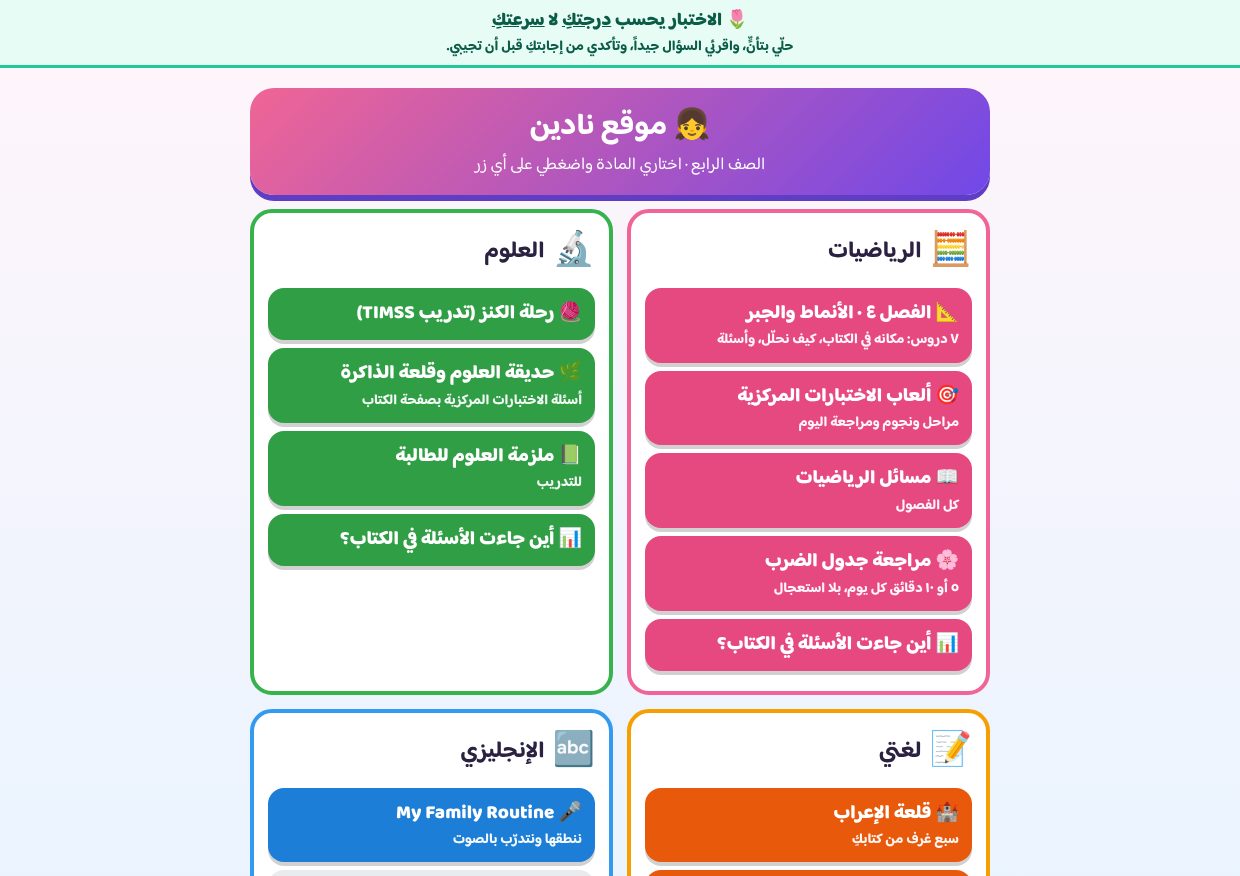 🌷 الاختبار يحسب درجتكِ لا سرعتكِ
حلّي بتأنٍّ، واقرئي السؤال جيداً، وتأكدي من إجابتكِ قبل أن تجيبي.
👧 موقع نادين
الصف الرابع · اختاري المادة واضغطي على أي زر
🧮 الرياضيات
📐 الفصل ٤ · الأنماط والجبر
٧ دروس: مكانه في الكتاب، كيف نحلّل، وأسئلة
🎯 ألعاب الاختبارات المركزية
مراحل ونجوم ومراجعة اليوم
📖 مسائل الرياضيات
كل الفصول
🌸 مراجعة جدول الضرب
٥ أو ١٠ دقائق كل يوم، بلا استعجال
📊 أين جاءت الأسئلة في الكتاب؟
🔬 العلوم
🧶 رحلة الكنز (تدريب TIMSS)
🌿 حديقة العلوم وقلعة الذاكرة
أسئلة الاختبارات المركزية بصفحة الكتاب
📗 ملزمة العلوم للطالبة
للتدريب
📊 أين جاءت الأسئلة في الكتاب؟
📝 لغتي
🏰 قلعة الإعراب
سبع غرف من كتابكِ
🔤 الإنجليزي
🎤 My Family Routine
ننطقها ونتدرّب بالصوت